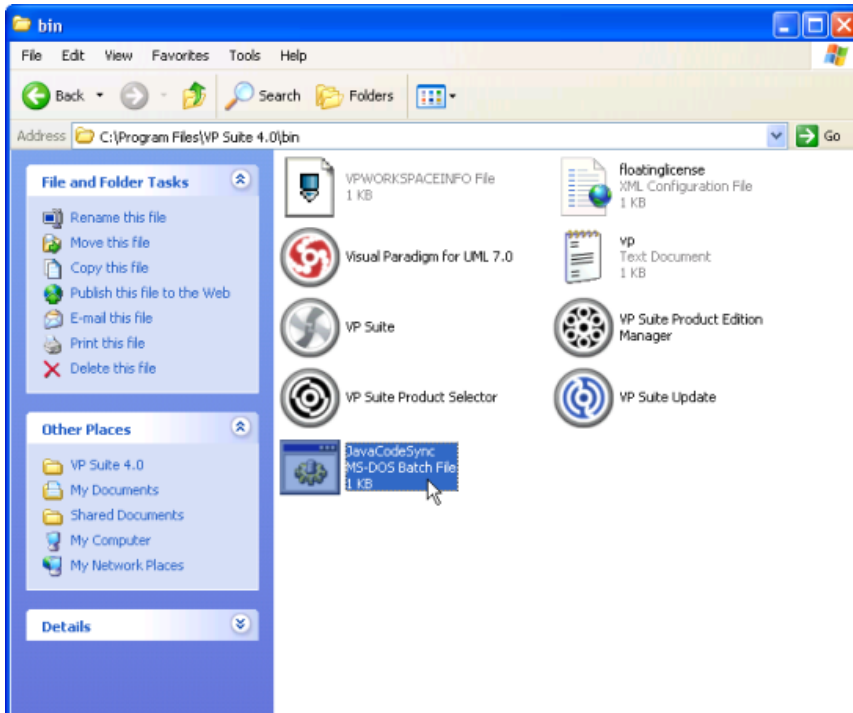 bin
File Edit View Favorites Tools Help
Back Search Folders
Address C:\Program Files\VP Suite 4.0\bin Go
File and Folder Tasks
Rename this file
Move this file
Copy this file
Publish this file to the Web
E-mail this file
Print this file
Delete this file
Other Places
VP Suite 4.0
My Documents
Shared Documents
My Computer
My Network Places
Details
VPWORKSPACEINFO File
1 KB
floatinglicense
XML Configuration File
1 KB
Visual Paradigm for UML 7.0
vp
Text Document
1 KB
VP Suite
VP Suite Product Edition
Manager
VP Suite Product Selector
VP Suite Update
JavaCodeSync
MS-DOS Batch File
1 KB